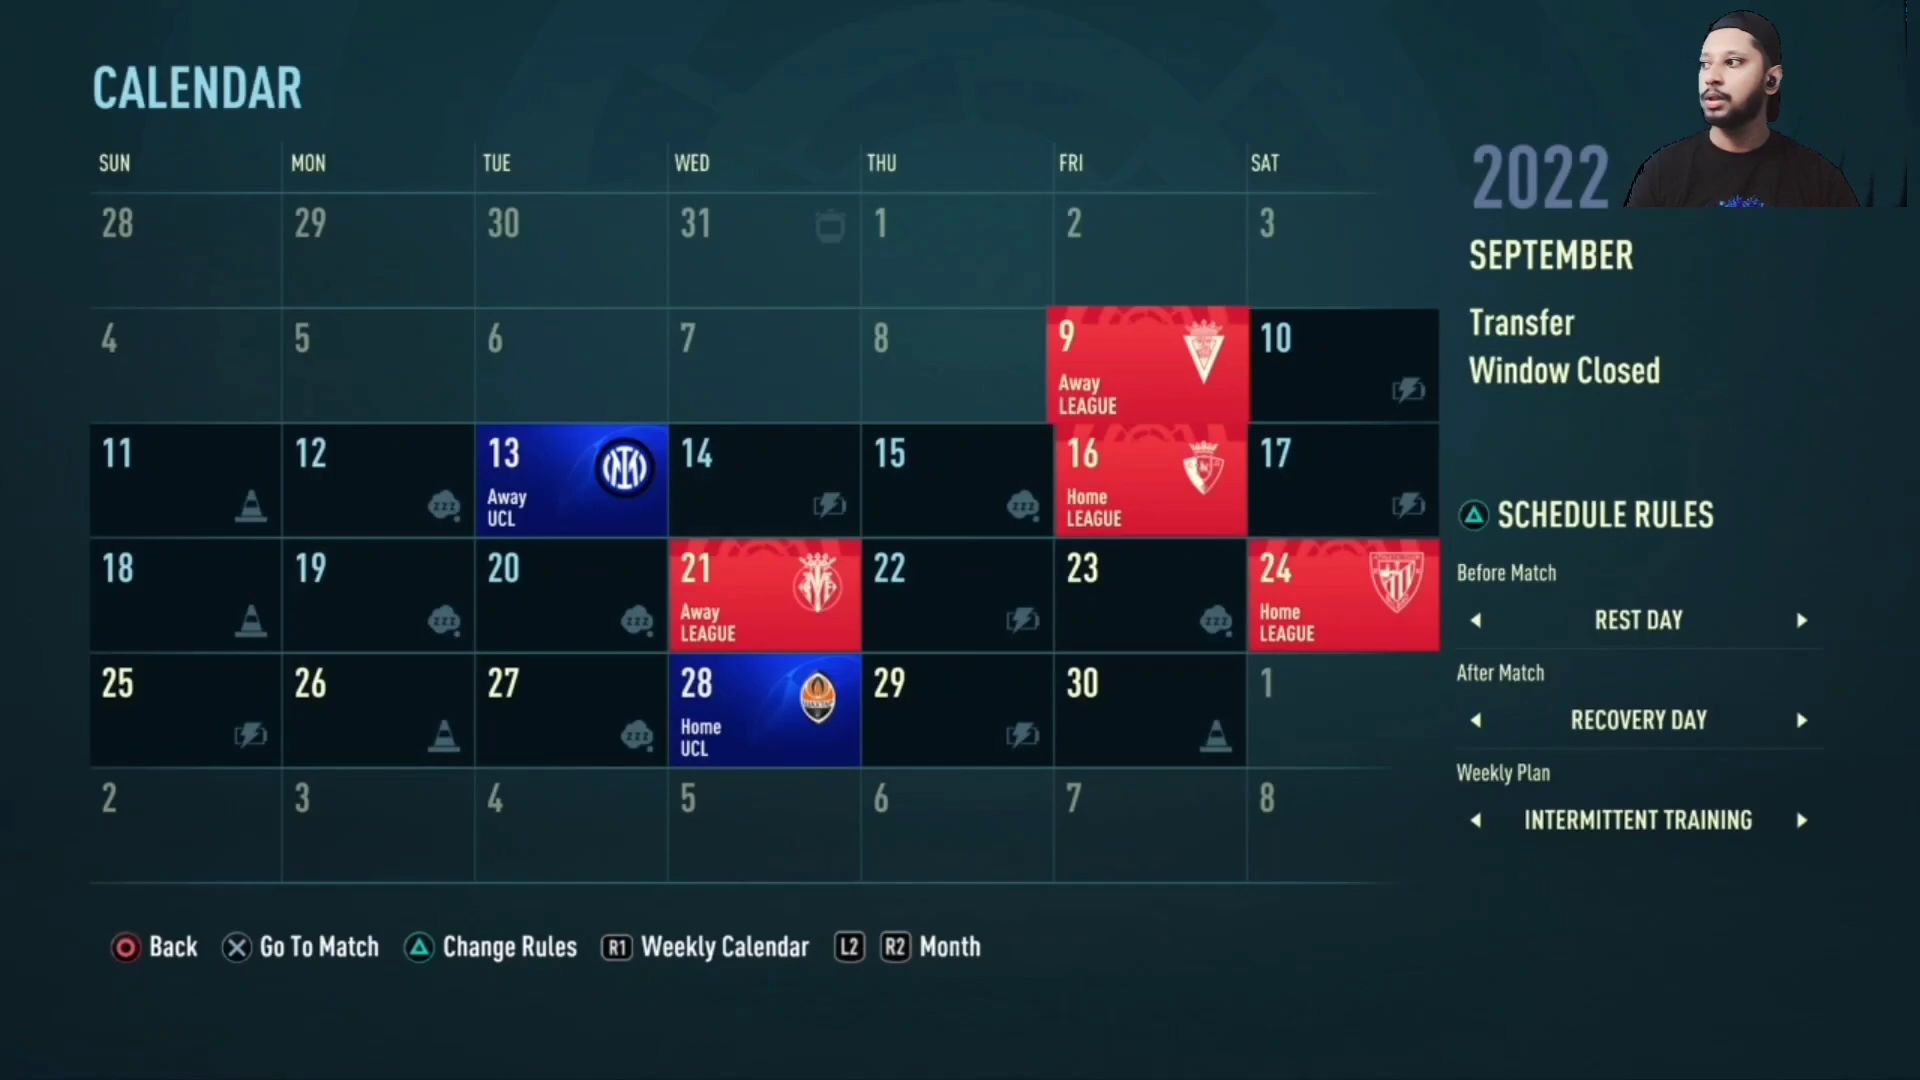 CALENDAR
SUN MON TUE WED THU FRI SAT
28 29 30 31 1 2 3
4 5 6 7 8 9 10
Away
LEAGUE
11 12 13 14 15 16 17
Away
UCL
Home
LEAGUE
18 19 20 21 22 23 24
Away
LEAGUE
Home
LEAGUE
25 26 27 28 29 30 1
Home
UCL
2 3 4 5 6 7 8
2022
SEPTEMBER
Transfer
Window Closed
SCHEDULE RULES
Before Match
REST DAY
After Match
RECOVERY DAY
Weekly Plan
INTERMITTENT TRAINING
Back Go To Match Change Rules R1 Weekly Calendar L2 R2 Month